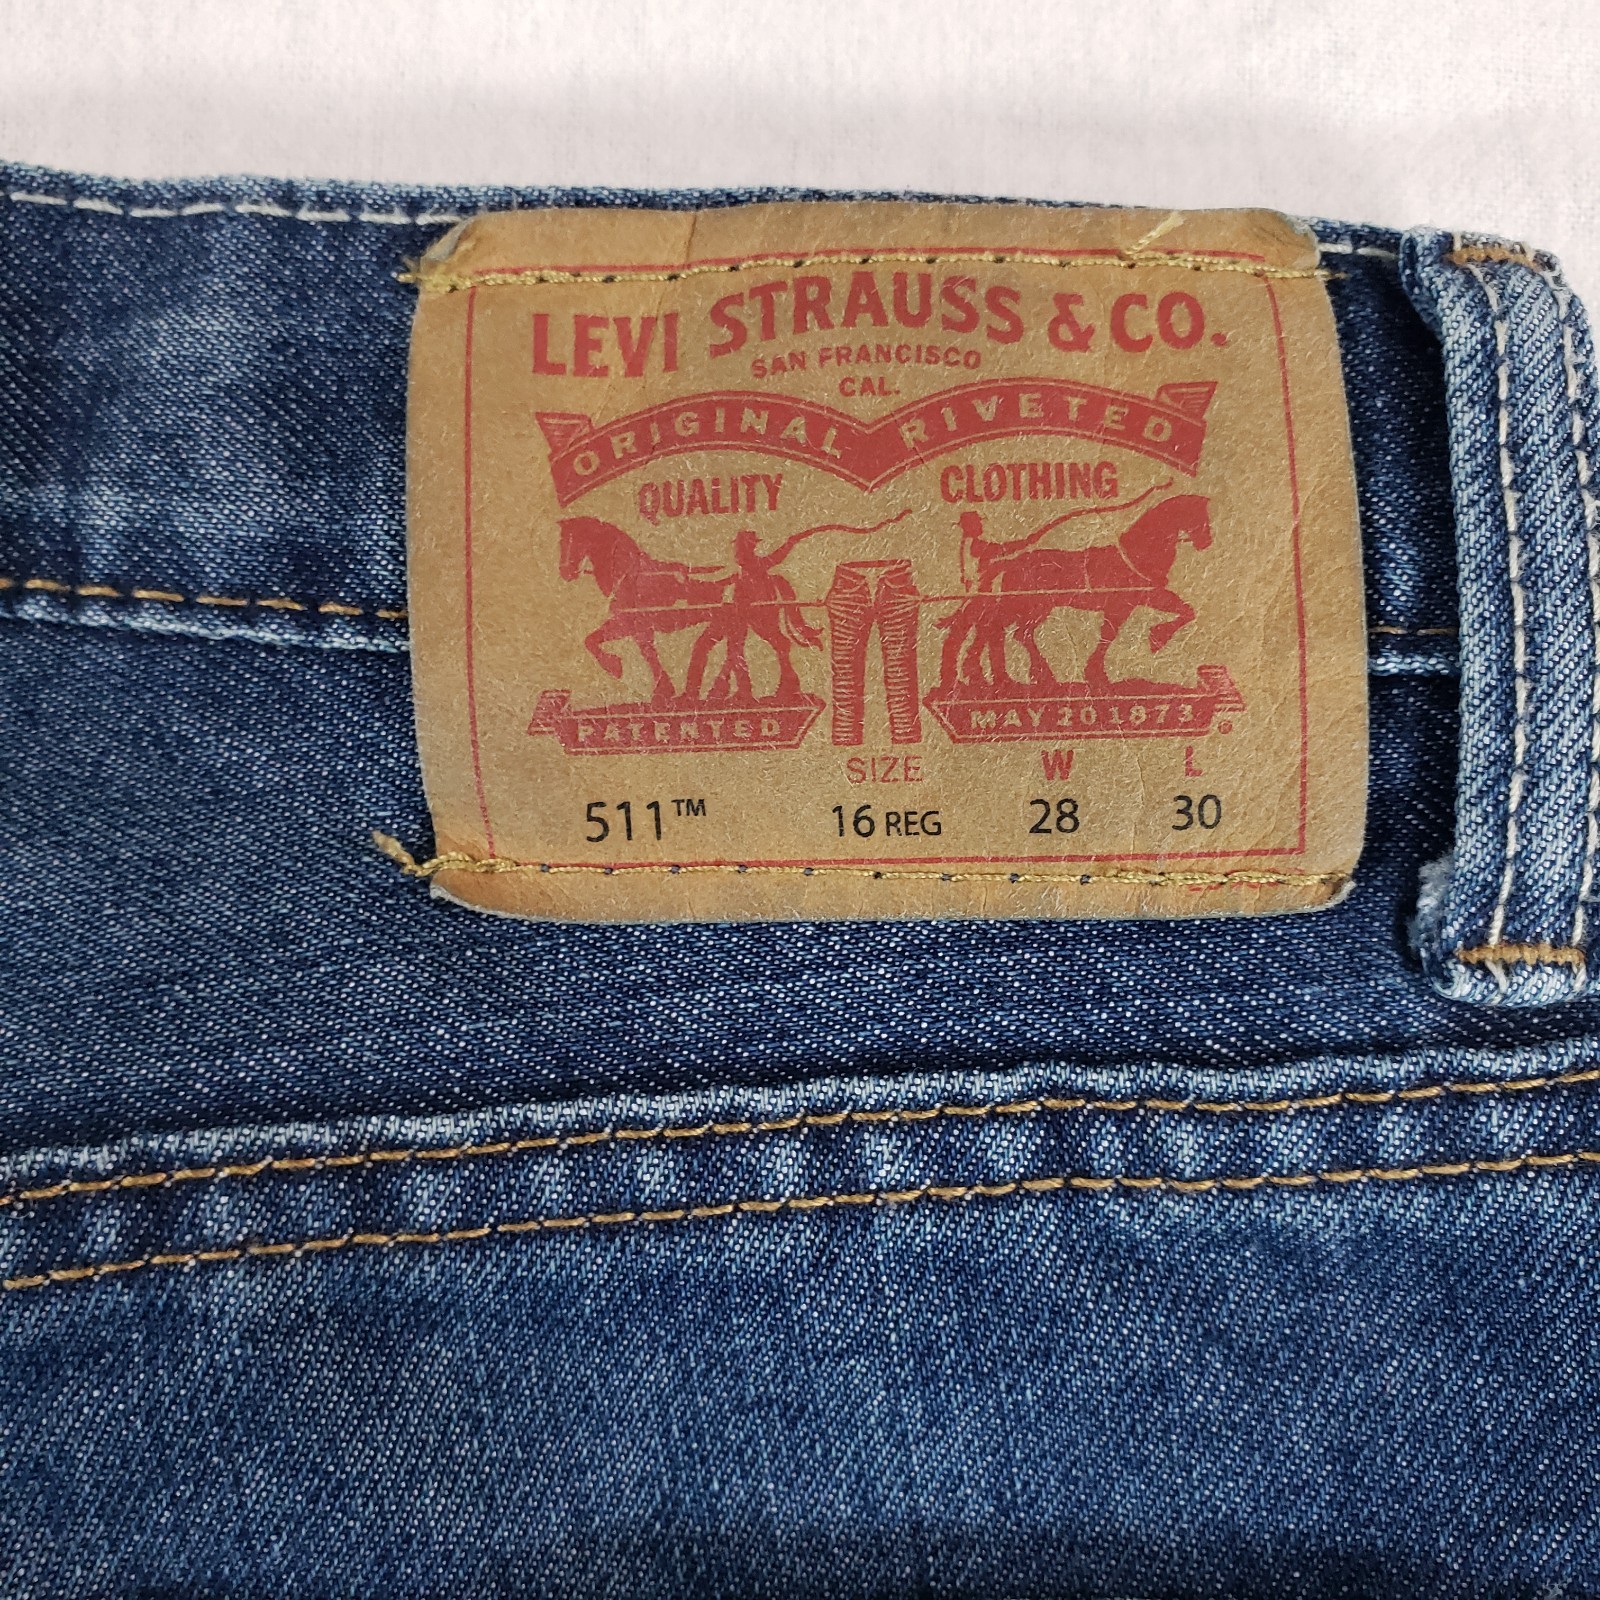 LEVI STRAUSS & CO.
SAN FRANCISCO
CAL.
ORIGINAL RIVETED
QUALITY CLOTHING
PATENTED MAY 20 1873
SIZE W L
511™ 16 REG 28 30